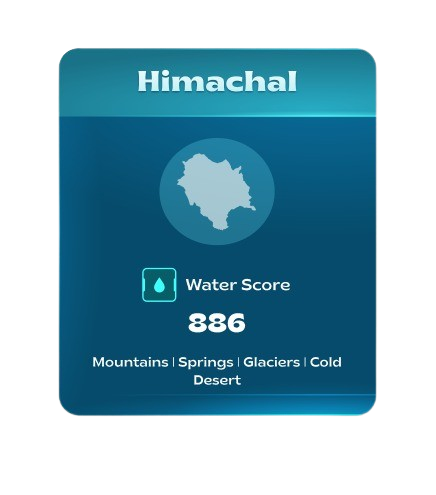 Himachal
Water Score
886
Mountains | Springs | Glaciers | Cold
Desert